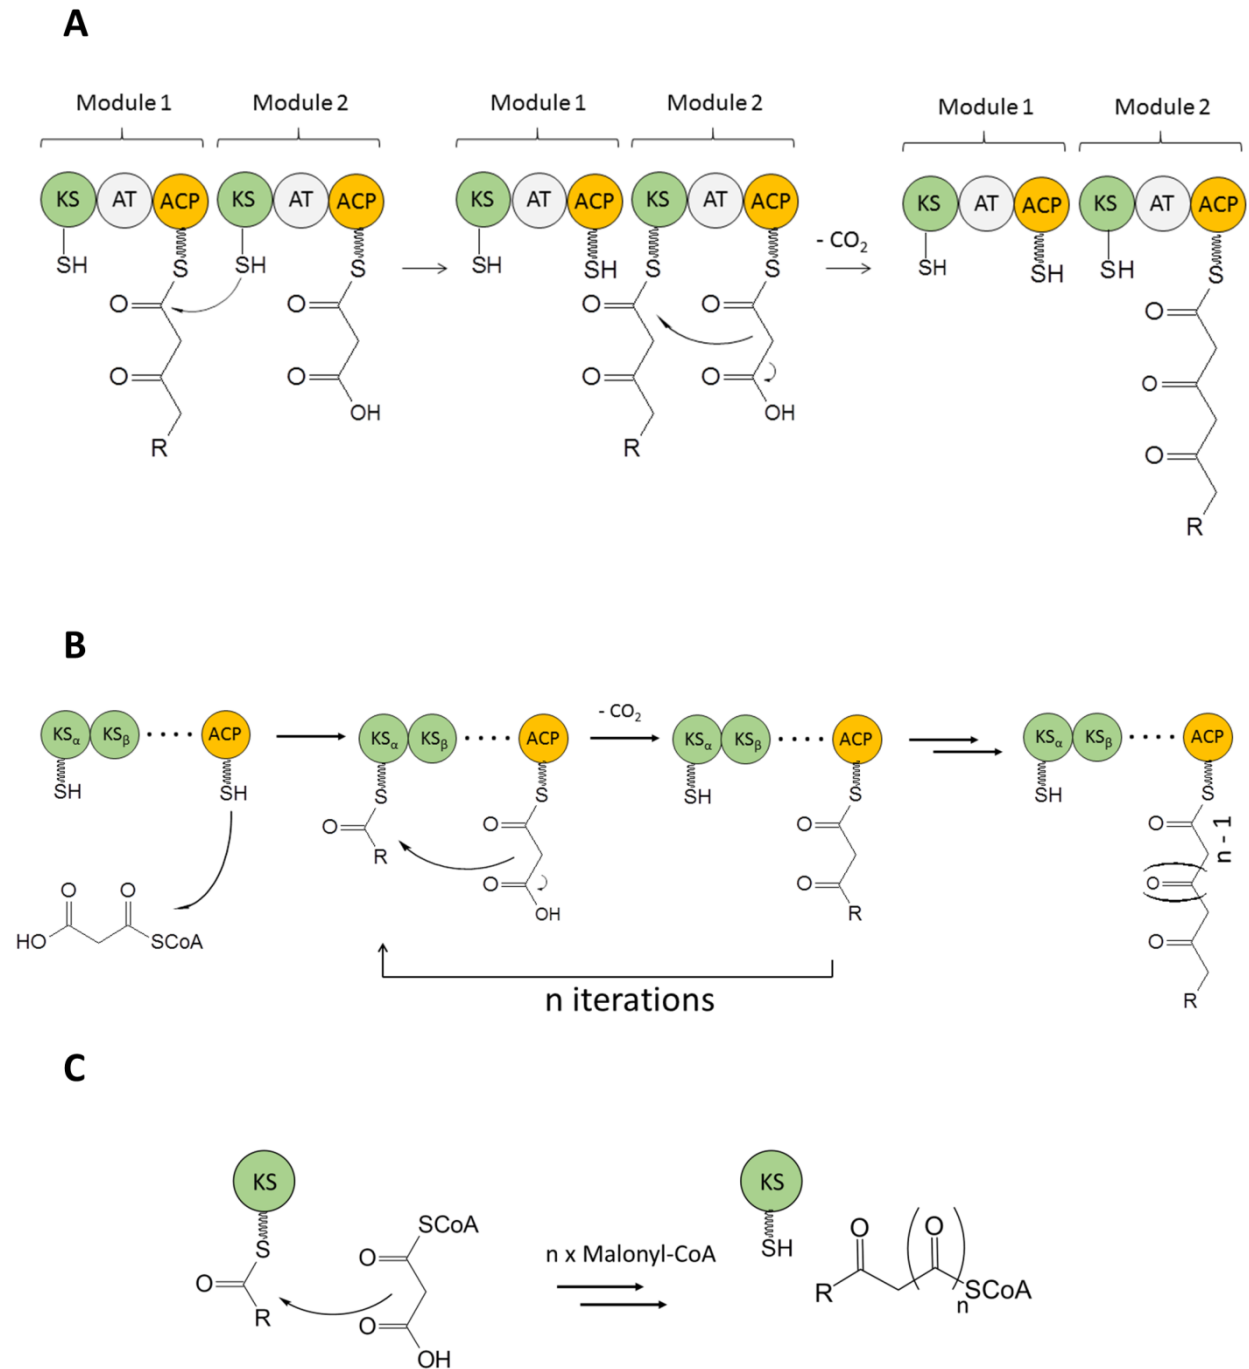 A
Module 1 Module 2 Module 1 Module 2 Module 1 Module 2
KS AT ACP KS AT ACP KS AT ACP KS AT ACP KS AT ACP KS AT ACP
- CO₂
SH S SH S SH SH S S SH SH SH S
O O O O O
O O O O O
OH OH O
R R R
B
- CO₂
KSα KSβ ···· ACP KSα KSβ ···· ACP KSα KSβ ···· ACP KSα KSβ ···· ACP
SH SH S S SH S SH S
O R O O O n - 1
O OH O R O
O O O
HO SCoA R
n iterations
C
KS KS
S SCoA n x Malonyl-CoA SH O O
O O R n SCoA
R O
OH